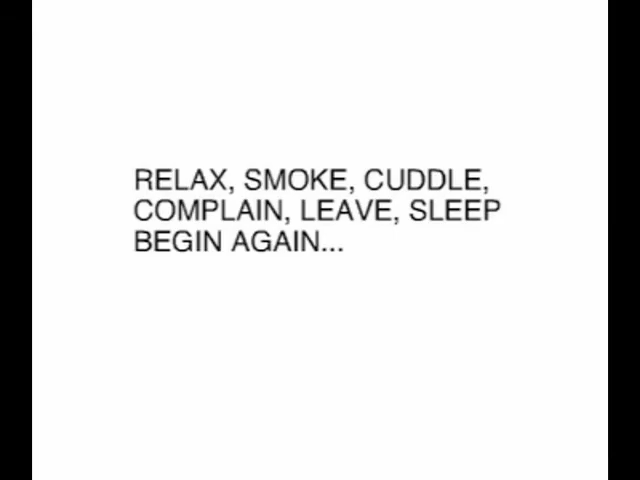 RELAX, SMOKE, CUDDLE,
COMPLAIN, LEAVE, SLEEP
BEGIN AGAIN...